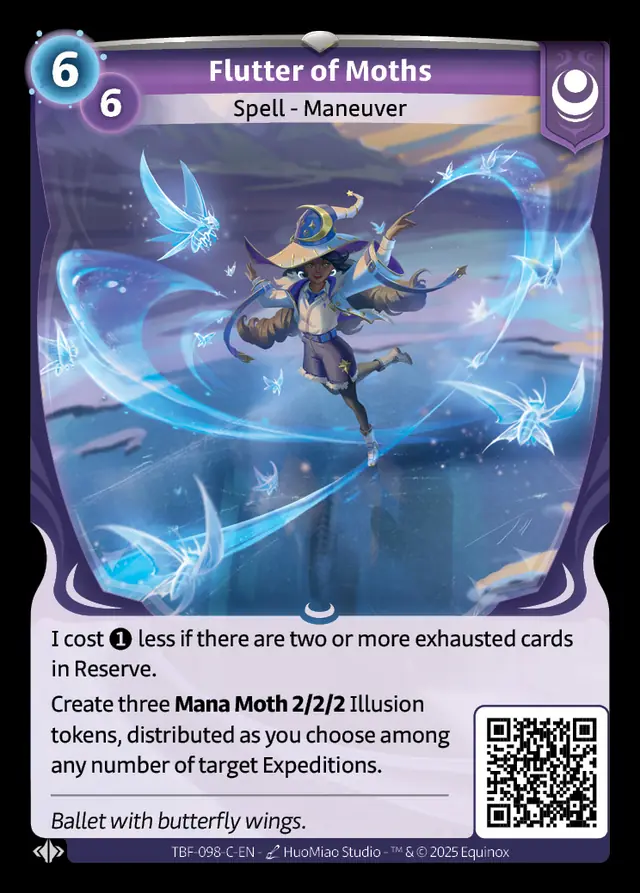 6
6
Flutter of Moths
Spell - Maneuver
I cost 1 less if there are two or more exhausted cards
in Reserve.
Create three Mana Moth 2/2/2 Illusion
tokens, distributed as you choose among
any number of target Expeditions.
Ballet with butterfly wings.
TBF-098-C-EN - HuoMiao Studio - ™ & © 2025 Equinox